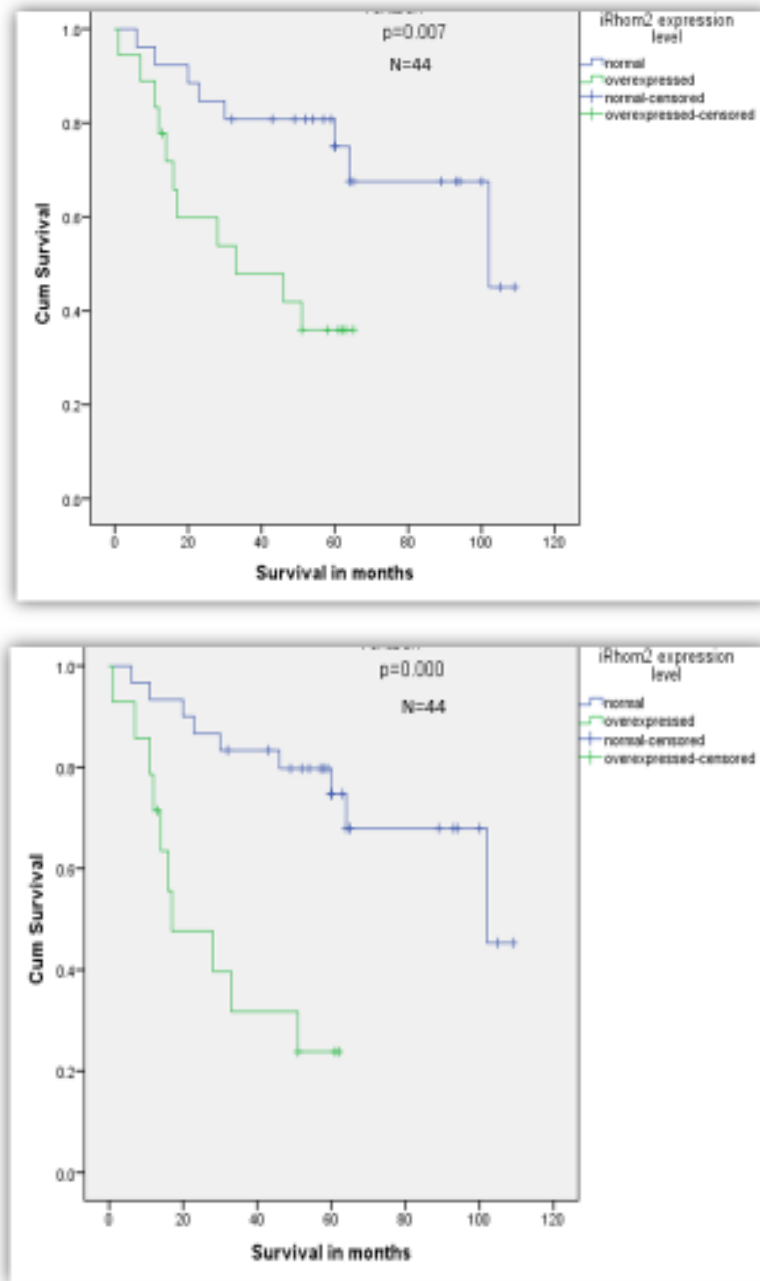 p=0.007
N=44
iRhom2 expression
level
normal
overexpressed
normal-censored
overexpressed-censored
1.0
0.8
0.6
0.4
0.2
0.0
Cum Survival
0 20 40 60 80 100 120
Survival in months
p=0.000
N=44
iRhom2 expression
level
normal
overexpressed
normal-censored
overexpressed-censored
1.0
0.8
0.6
0.4
0.2
0.0
Cum Survival
0 20 40 60 80 100 120
Survival in months